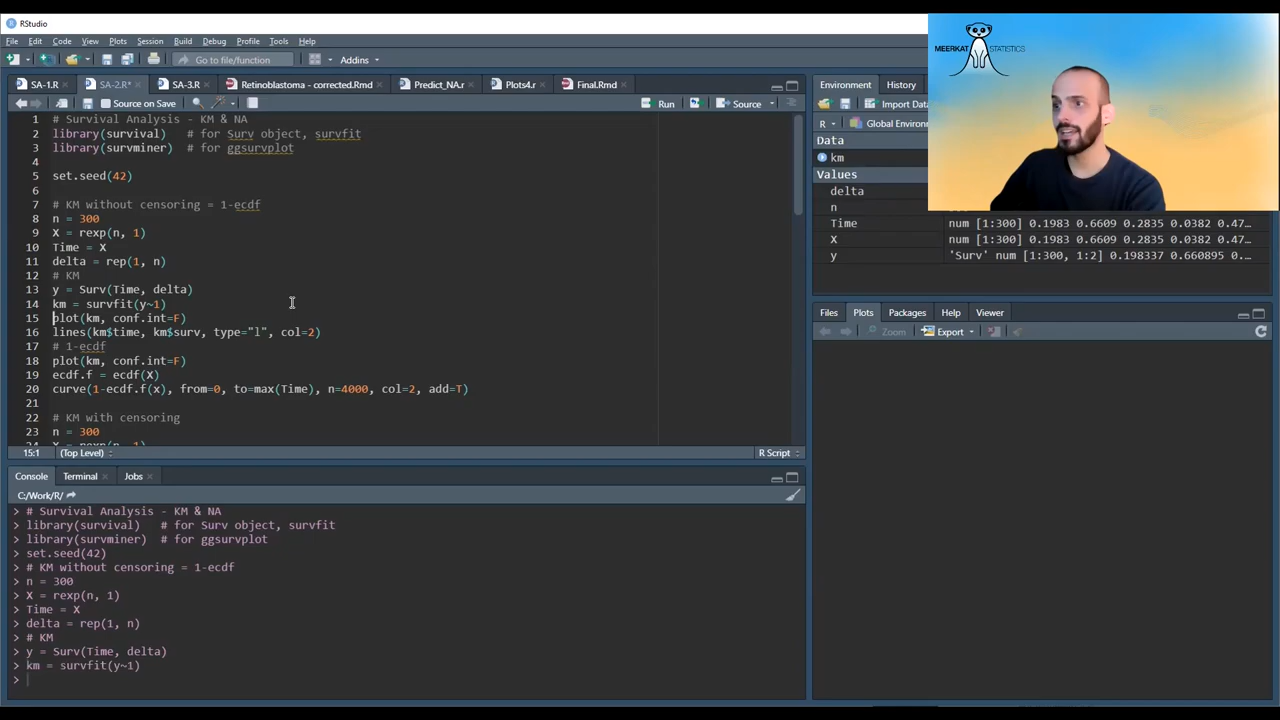 RStudio
File Edit Code View Plots Session Build Debug Profile Tools Help
Go to file/function Addins
MEERKAT
STATISTICS
SA-1.R SA-2.R* SA-3.R Retinoblastoma - corrected.Rmd Predict_NA.r Plots4.r Final.Rmd
Source on Save Run Source
1 # Survival Analysis - KM & NA
2 library(survival) # for Surv object, survfit
3 library(survminer) # for ggsurvplot
4
5 set.seed(42)
6
7 # KM without censoring = 1-ecdf
8 n = 300
9 X = rexp(n, 1)
10 Time = X
11 delta = rep(1, n)
12 # KM
13 y = Surv(Time, delta)
14 km = survfit(y~1)
15 plot(km, conf.int=F)
16 lines(km$time, km$surv, type="l", col=2)
17 # 1-ecdf
18 plot(km, conf.int=F)
19 ecdf.f = ecdf(X)
20 curve(1-ecdf.f(x), from=0, to=max(Time), n=4000, col=2, add=T)
21
22 # KM with censoring
23 n = 300
24 X = rexp(n, 1)
15:1 (Top Level) R Script
Console Terminal Jobs
C:/Work/R/
> # Survival Analysis - KM & NA
> library(survival) # for Surv object, survfit
> library(survminer) # for ggsurvplot
> set.seed(42)
> # KM without censoring = 1-ecdf
> n = 300
> X = rexp(n, 1)
> Time = X
> delta = rep(1, n)
> # KM
> y = Surv(Time, delta)
> km = survfit(y~1)
>
Environment History
Import Data
R Global Enviro
Data
km
Values
delta
n
Time num [1:300] 0.1983 0.6609 0.2835 0.0382 0.47…
X num [1:300] 0.1983 0.6609 0.2835 0.0382 0.47…
y 'Surv' num [1:300, 1:2] 0.198337 0.660895 0.28…
Files Plots Packages Help Viewer
Zoom Export